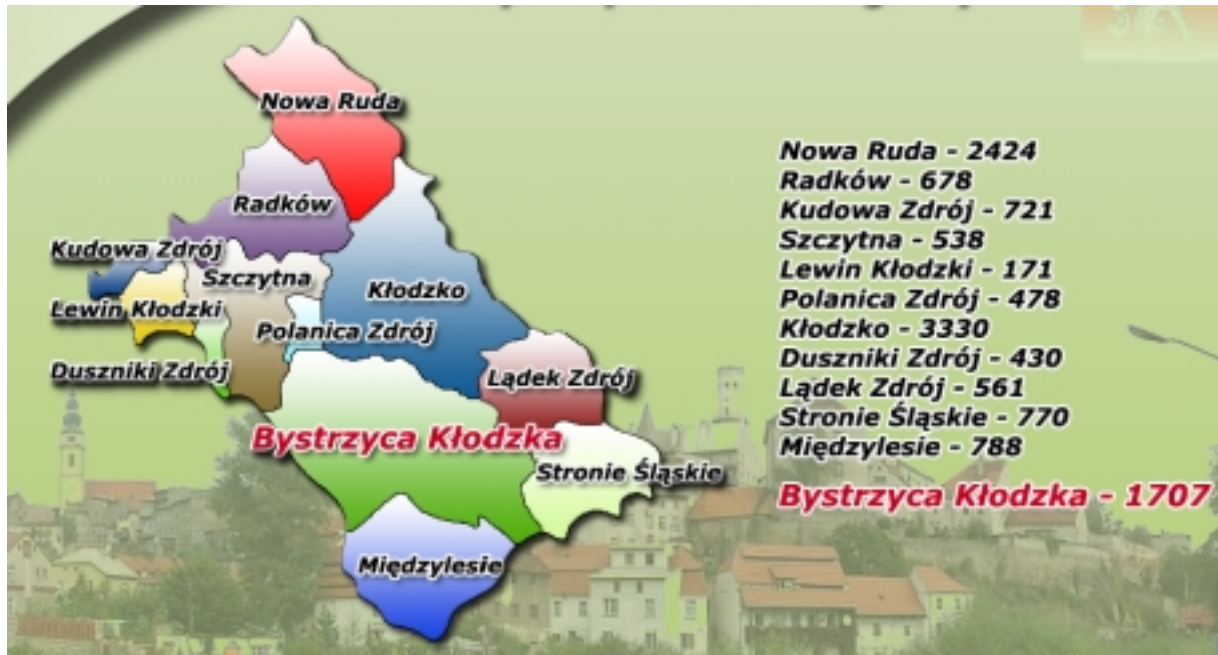 Nowa Ruda
Radków
Kudowa Zdrój
Szczytna
Kłodzko
Lewin Kłodzki
Polanica Zdrój
Duszniki Zdrój
Lądek Zdrój
Bystrzyca Kłodzka
Stronie Śląskie
Międzylesie
Nowa Ruda - 2424
Radków - 678
Kudowa Zdrój - 721
Szczytna - 538
Lewin Kłodzki - 171
Polanica Zdrój - 478
Kłodzko - 3330
Duszniki Zdrój - 430
Lądek Zdrój - 561
Stronie Śląskie - 770
Międzylesie - 788
Bystrzyca Kłodzka - 1707